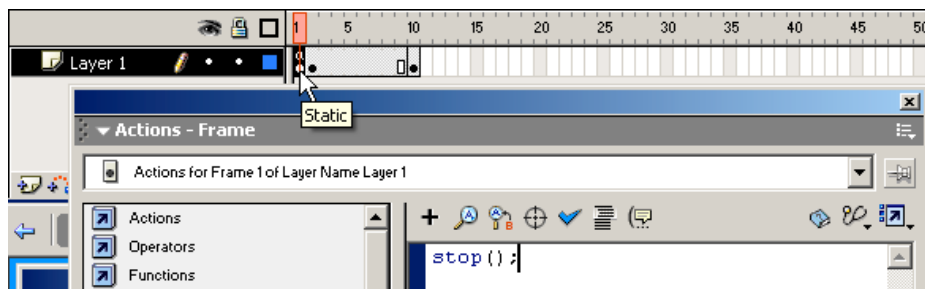 1 5 10 15 20 25 30 35 40 45 50
Layer 1
Static
Actions - Frame
Actions for Frame 1 of Layer Name Layer 1
Actions
Operators
Functions
stop();